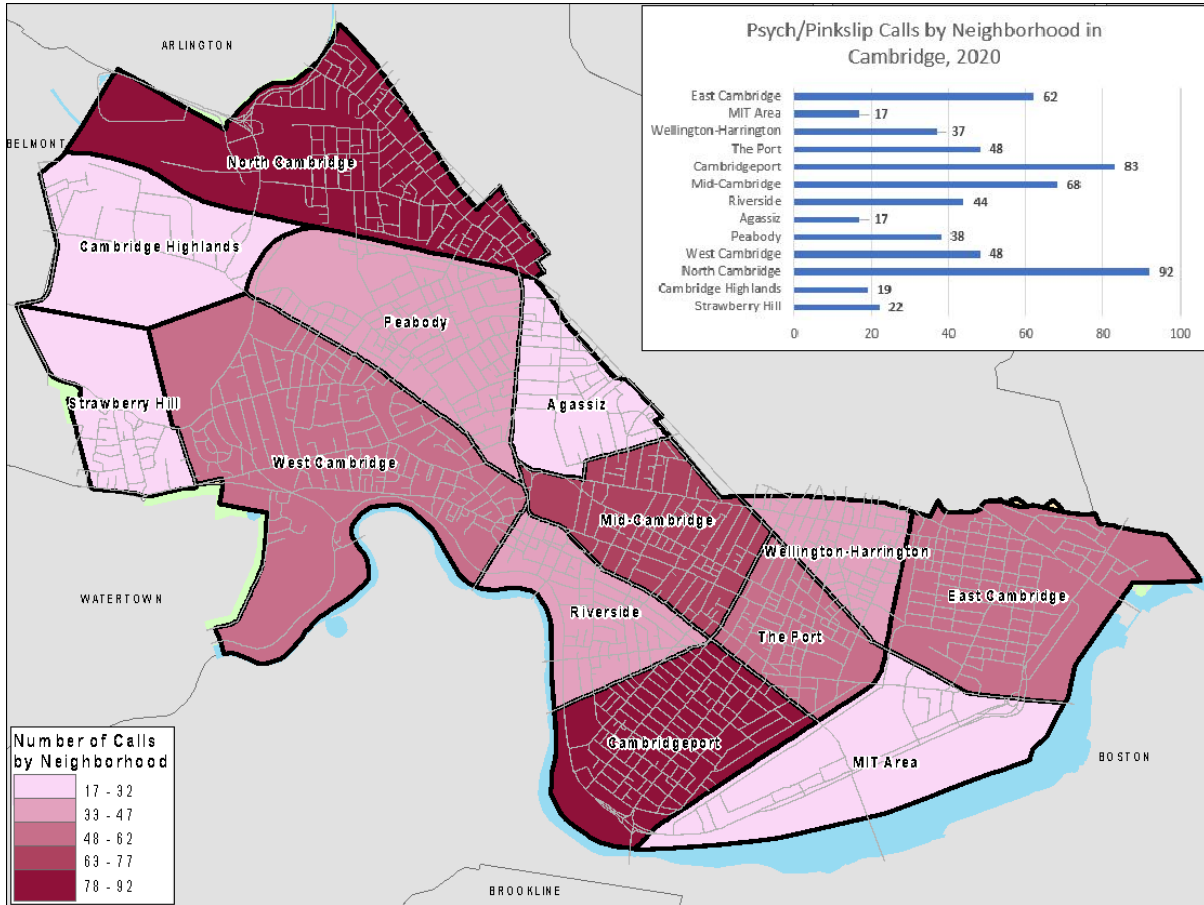 ARLINGTON
BELMONT
North Cambridge
Cambridge Highlands
Peabody
Strawberry Hill
Agassiz
West Cambridge
Mid-Cambridge
Wellington-Harrington
East Cambridge
WATERTOWN
Riverside
The Port
Cambridgeport
MIT Area
BOSTON
BROOKLINE
Psych/Pinkslip Calls by Neighborhood in
Cambridge, 2020
East Cambridge 62
MIT Area 17
Wellington-Harrington 37
The Port 48
Cambridgeport 83
Mid-Cambridge 68
Riverside 44
Agassiz 17
Peabody 38
West Cambridge 48
North Cambridge 92
Cambridge Highlands 19
Strawberry Hill 22
0 20 40 60 80 100
Number of Calls
by Neighborhood
17 - 32
33 - 47
48 - 62
63 - 77
78 - 92